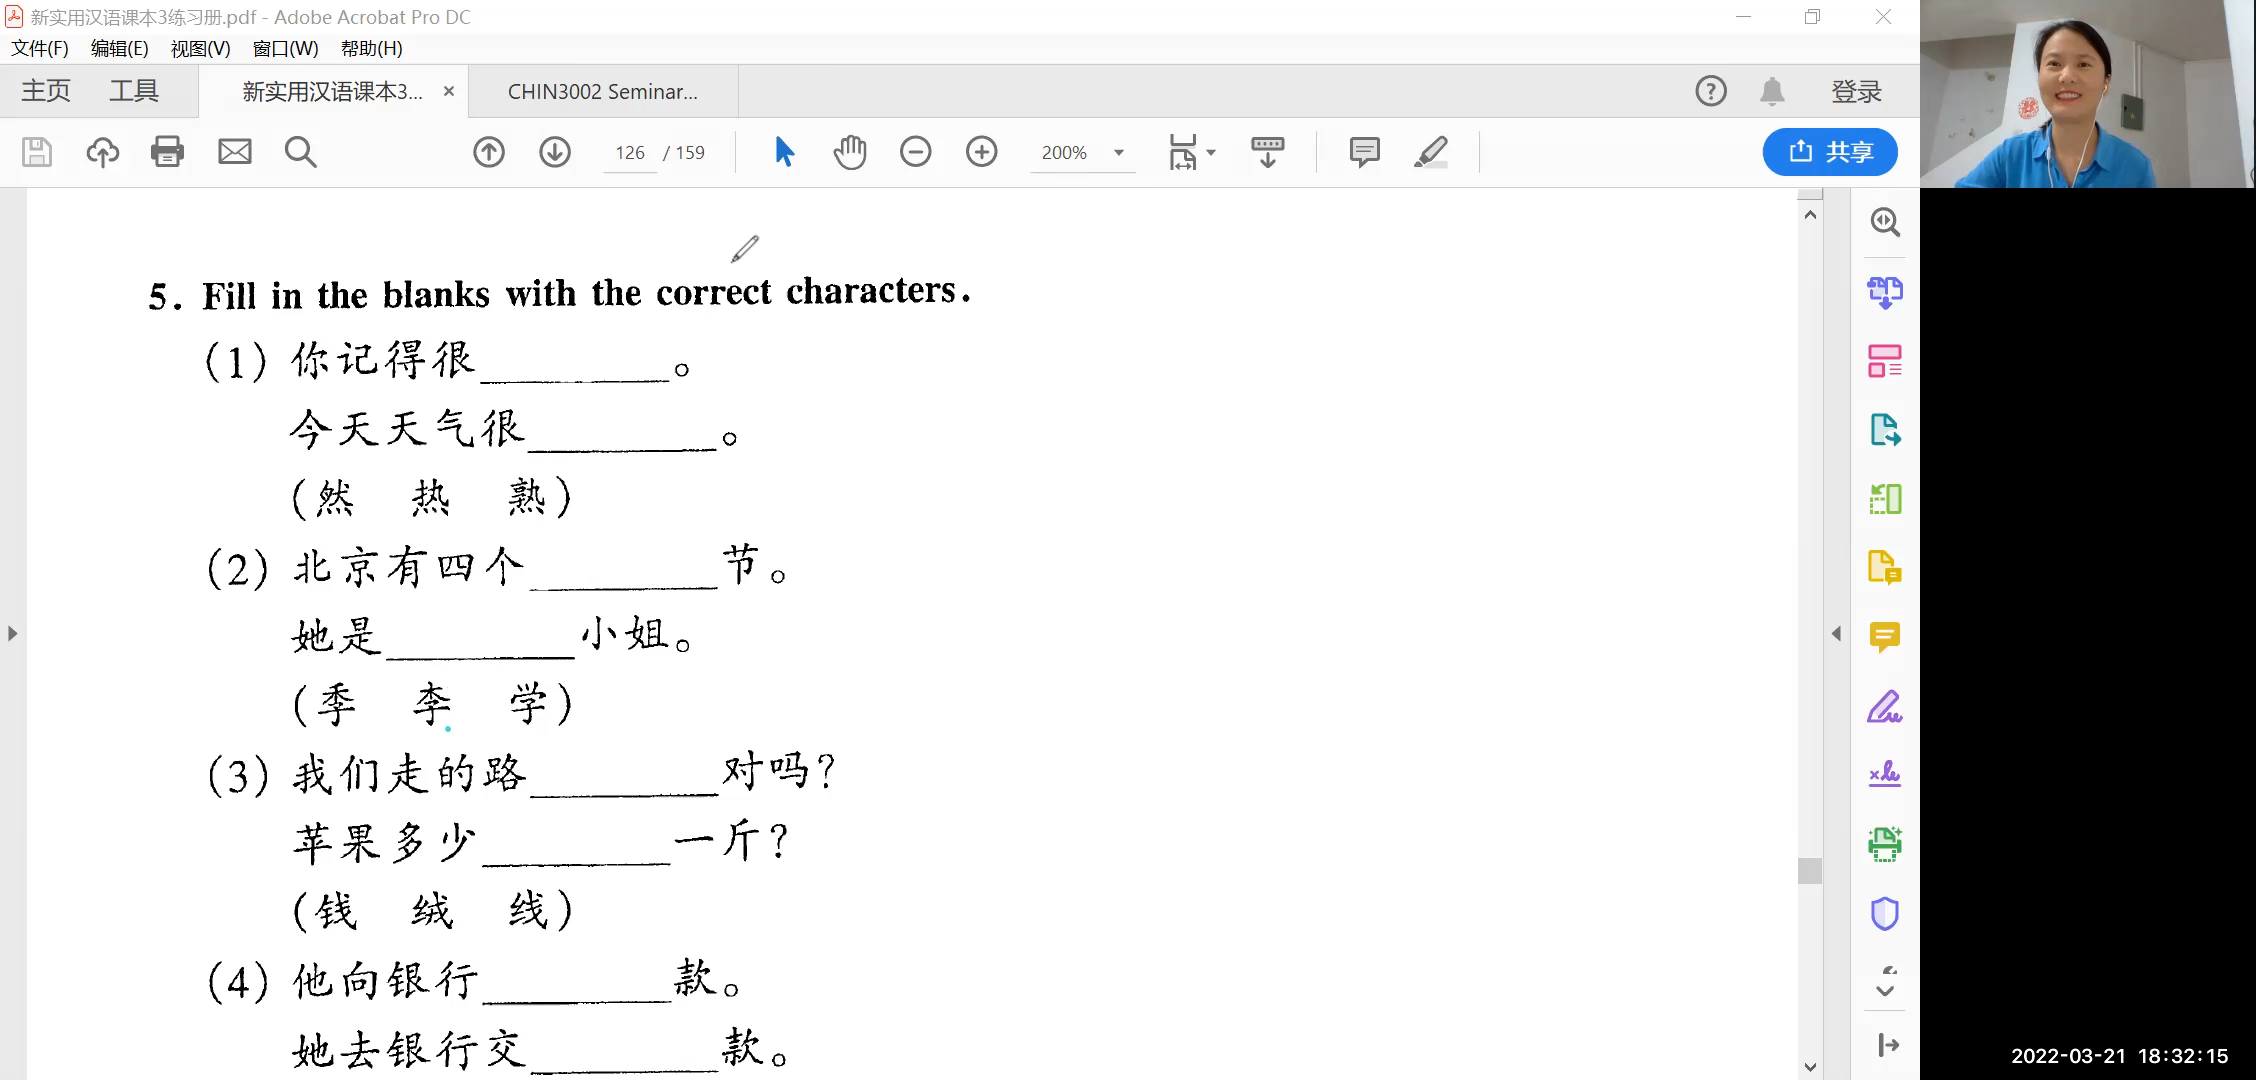 新实用汉语课本3练习册.pdf - Adobe Acrobat Pro DC
文件(F) 编辑(E) 视图(V) 窗口(W) 帮助(H)
主页 工具 新实用汉语课本3... × CHIN3002 Seminar... 登录
126 / 159 200% 共享
5. Fill in the blanks with the correct characters.
(1) 你记得很________。
今天天气很________。
(然 热 熟)
(2) 北京有四个________节。
她是________小姐。
(季 李 学)
(3) 我们走的路________对吗?
苹果多少________一斤?
(钱 绒 线)
(4) 他向银行________款。
她去银行交________款。
2022-03-21 18:32:15